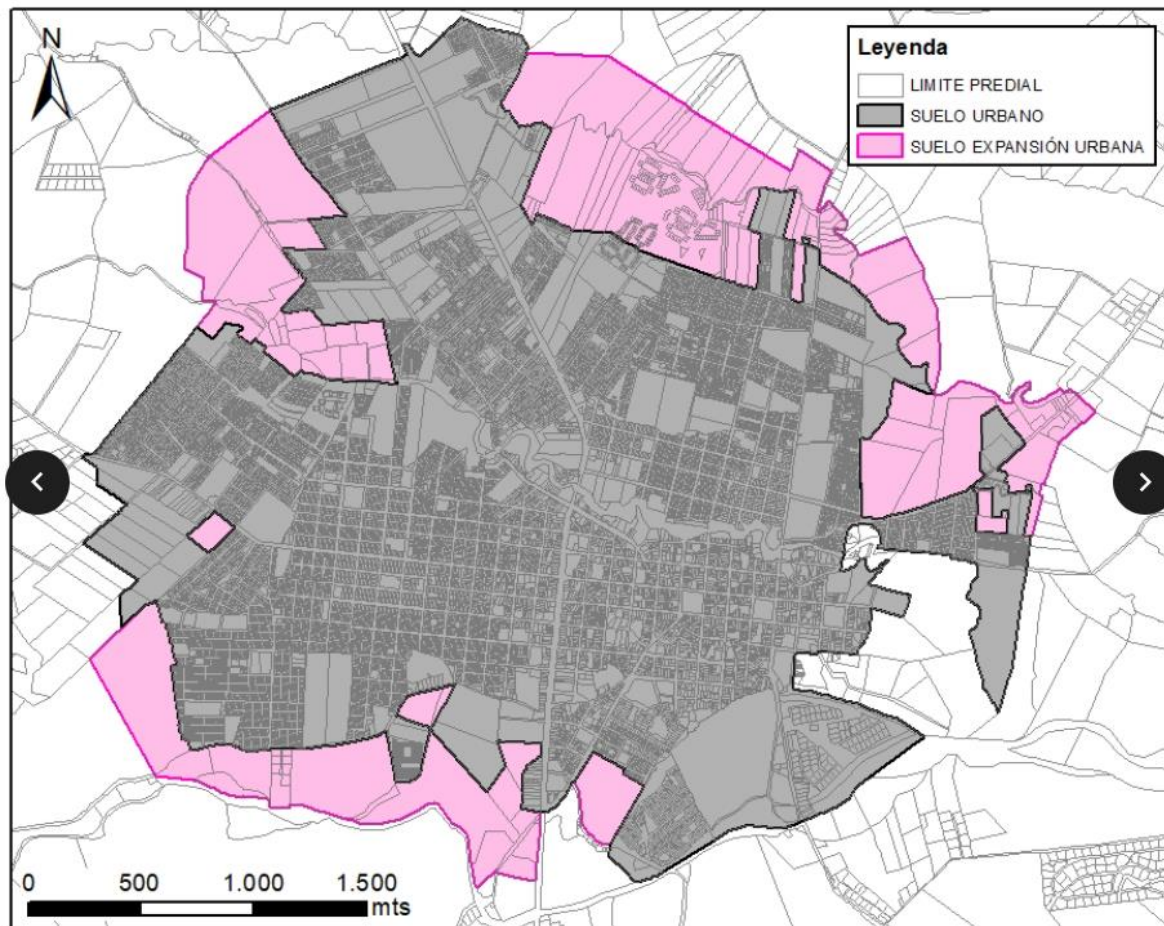 N
Leyenda
LIMITE PREDIAL
SUELO URBANO
SUELO EXPANSIÓN URBANA
0 500 1.000 1.500
mts